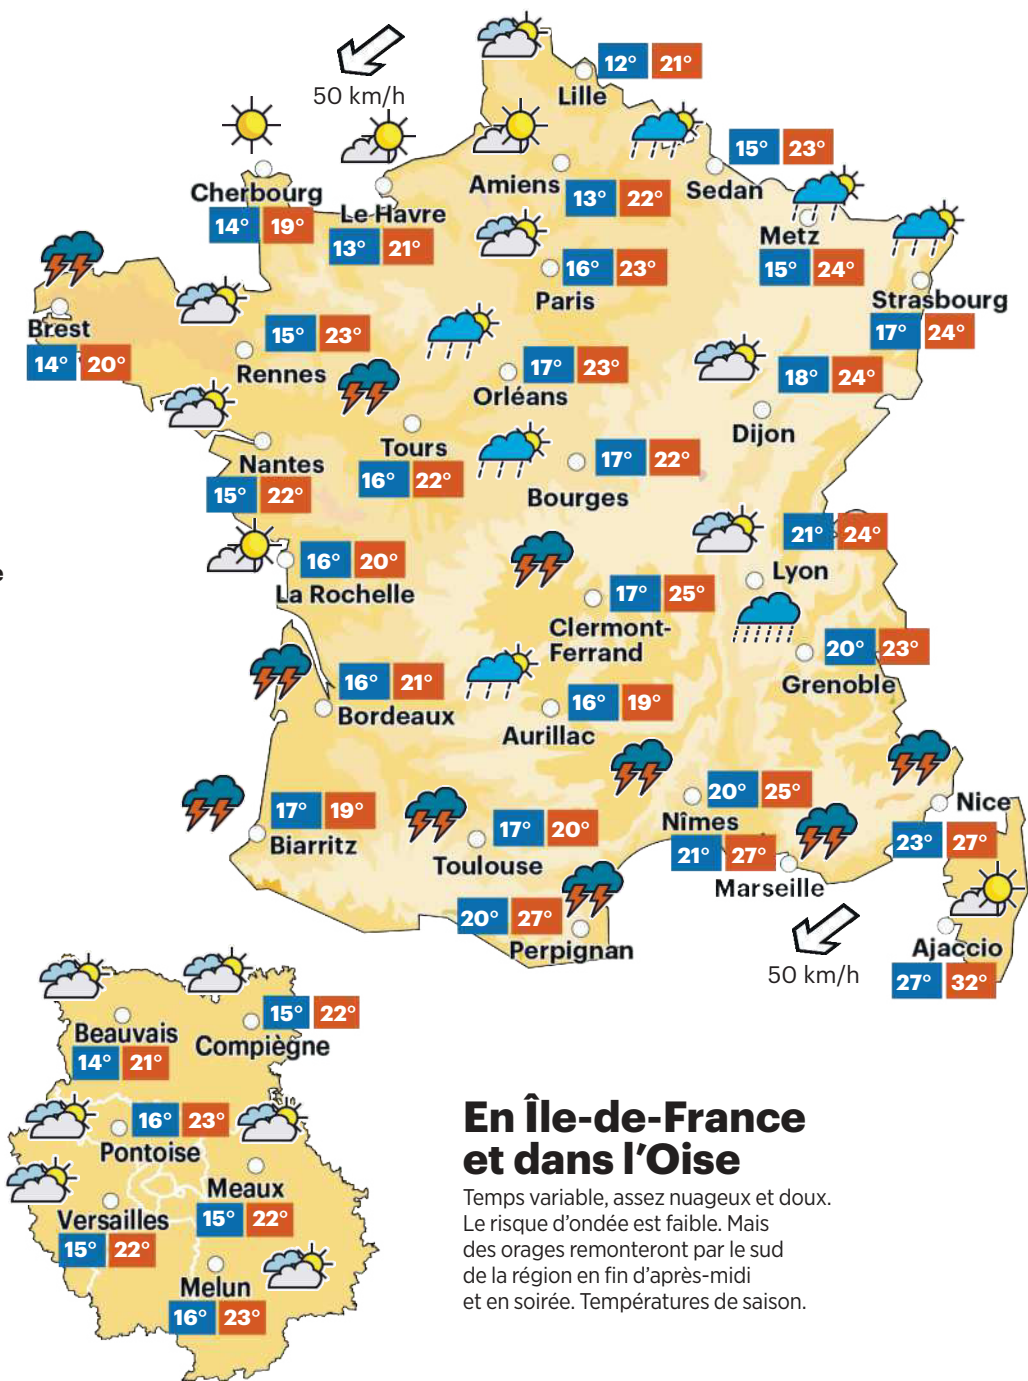 50 km/h
12° 21°
Lille
15° 23°
Sedan
Cherbourg
14° 19°
Le Havre
13° 21°
Amiens
13° 22°
Metz
15° 24°
Strasbourg
17° 24°
16° 23°
Paris
Brest
14° 20°
15° 23°
Rennes
17° 23°
Orléans
18° 24°
Dijon
Nantes
15° 22°
Tours
16° 22°
17° 22°
Bourges
21° 24°
Lyon
16° 20°
La Rochelle
17° 25°
Clermont-
Ferrand
20° 23°
Grenoble
16° 21°
Bordeaux
16° 19°
Aurillac
17° 19°
Biarritz
17° 20°
Toulouse
20° 25°
Nîmes
21° 27°
Marseille
Nice
23° 27°
20° 27°
Perpignan
50 km/h
Ajaccio
27° 32°
Beauvais
14° 21°
15° 22°
Compiègne
16° 23°
Pontoise
Meaux
15° 22°
Versailles
15° 22°
Melun
16° 23°
En Île-de-France
et dans l'Oise
Temps variable, assez nuageux et doux.
Le risque d'ondée est faible. Mais
des orages remonteront par le sud
de la région en fin d'après-midi
et en soirée. Températures de saison.